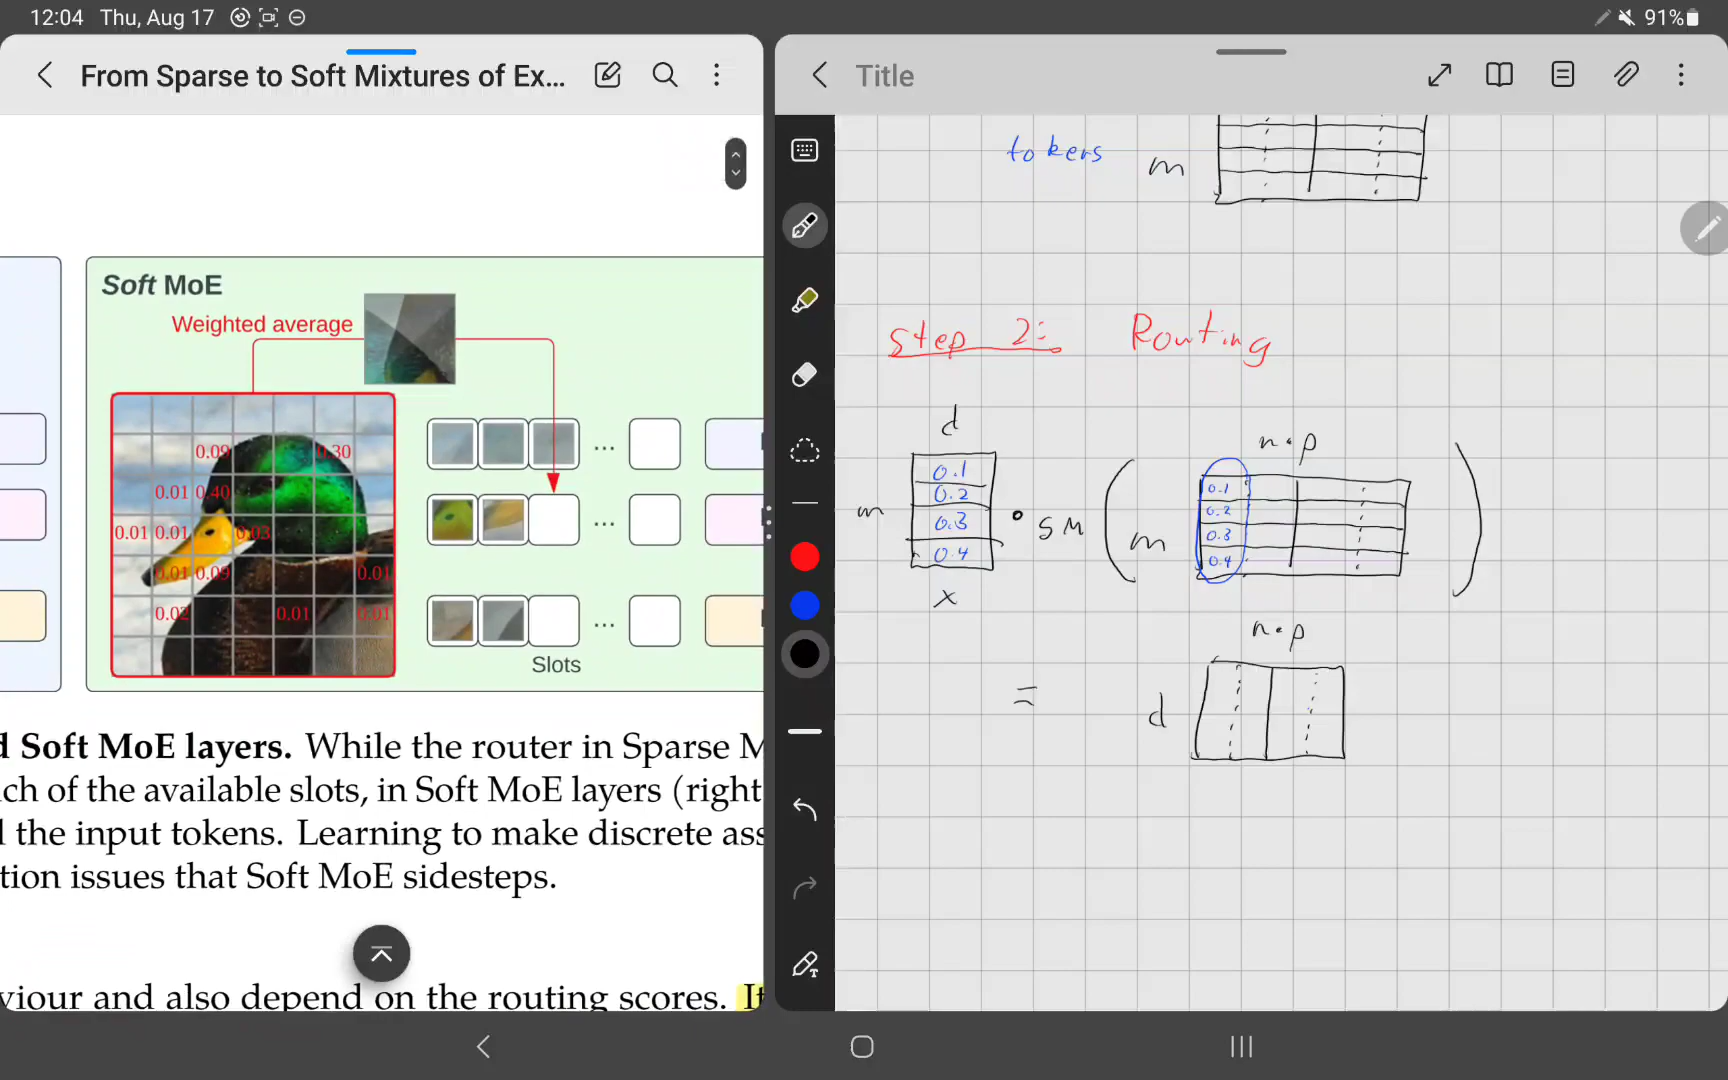 12:04 Thu, Aug 17
91%
From Sparse to Soft Mixtures of Ex...
Soft MoE
Weighted average
0.09 0.30
0.01 0.40
0.01 0.01 0.03
0.01 0.09 0.01
0.02 0.01 0.01
...
...
...
Slots
d Soft MoE layers. While the router in Sparse M
ch of the available slots, in Soft MoE layers (right
l the input tokens. Learning to make discrete ass
tion issues that Soft MoE sidesteps.
viour and also depend on the routing scores. It
Title
tokens m
step 2: Routing
d
n·p
m
0.1
0.2
0.3
0.4
x
• SM
m
0.1
0.2
0.3
0.4
n·p
= d